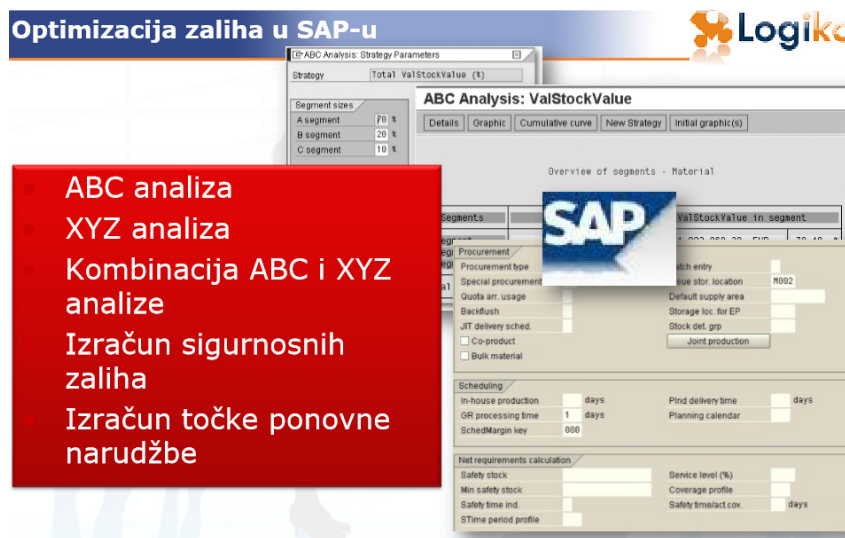 Optimizacija zaliha u SAP-u
Logiko
ABC Analysis: Strategy Parameters
Strategy Total ValStockValue (%)
Segment sizes
A segment 70 %
B segment 20 %
C segment 10 %
ABC Analysis: ValStockValue
Details Graphic Cumulative curve New Strategy Initial graphic(s)
Overview of segments - Material
Segments ValStockValue in segment
SAP
ABC analiza
XYZ analiza
Kombinacija ABC i XYZ
analize
Izračun sigurnosnih
zaliha
Izračun točke ponovne
narudžbe
Procurement
Procurement type
Special procurement
Quota arr. usage
Backflush
JIT delivery sched.
Co-product
Bulk material
stor. location M002
Default supply area
Storage loc. for EP
Stock det. grp
Joint production
Scheduling
In-house production days Plnd delivery time days
GR processing time 1 days Planning calendar
SchedMargin key 000
Net requirements calculation
Safety stock Service level (%)
Min safety stock Coverage profile
Safety time ind. Safety time/act.cov. days
STime period profile